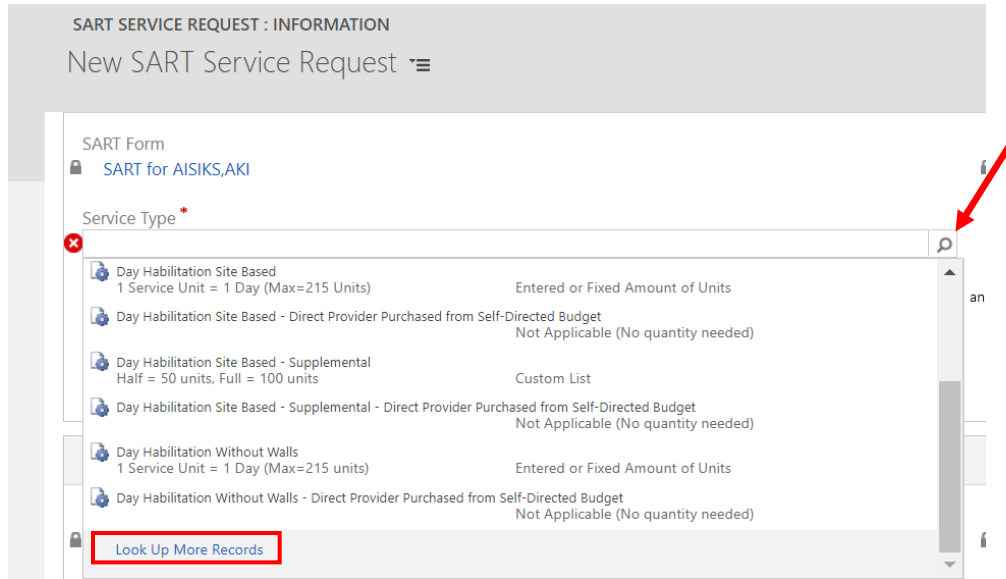 SART SERVICE REQUEST : INFORMATION
New SART Service Request
SART Form
SART for AISIKS,AKI
Service Type *
Day Habilitation Site Based
1 Service Unit = 1 Day (Max=215 Units) Entered or Fixed Amount of Units
an
Day Habilitation Site Based - Direct Provider Purchased from Self-Directed Budget
Not Applicable (No quantity needed)
Day Habilitation Site Based - Supplemental
Half = 50 units, Full = 100 units Custom List
Day Habilitation Site Based - Supplemental - Direct Provider Purchased from Self-Directed Budget
Not Applicable (No quantity needed)
Day Habilitation Without Walls
1 Service Unit = 1 Day (Max=215 units) Entered or Fixed Amount of Units
Day Habilitation Without Walls - Direct Provider Purchased from Self-Directed Budget
Not Applicable (No quantity needed)
Look Up More Records